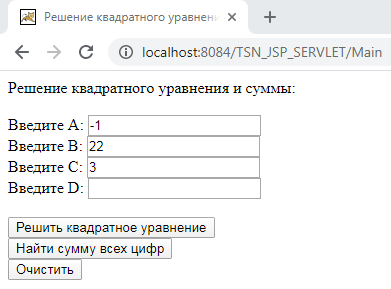 Решение квадратного уравнени
localhost:8084/TSN_JSP_SERVLET/Main
Решение квадратного уравнения и суммы:
Введите A: -1
Введите B: 22
Введите C: 3
Введите D:
Решить квадратное уравнение
Найти сумму всех цифр
Очистить